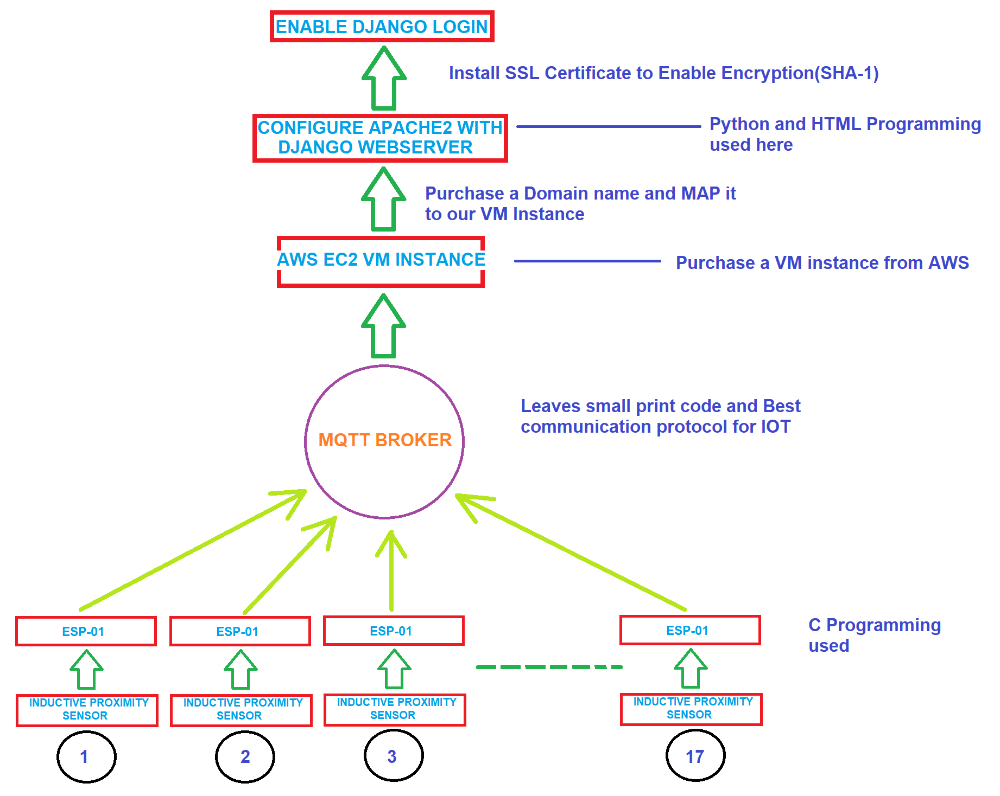 ENABLE DJANGO LOGIN
Install SSL Certificate to Enable Encryption(SHA-1)
CONFIGURE APACHE2 WITH
DJANGO WEBSERVER
Python and HTML Programming
used here
Purchase a Domain name and MAP it
to our VM Instance
AWS EC2 VM INSTANCE
Purchase a VM instance from AWS
MQTT BROKER
Leaves small print code and Best
communication protocol for IOT
ESP-01
ESP-01
ESP-01
ESP-01
C Programming
used
INDUCTIVE PROXIMITY
SENSOR
INDUCTIVE PROXIMITY
SENSOR
INDUCTIVE PROXIMITY
SENSOR
INDUCTIVE PROXIMITY
SENSOR
1
2
3
17